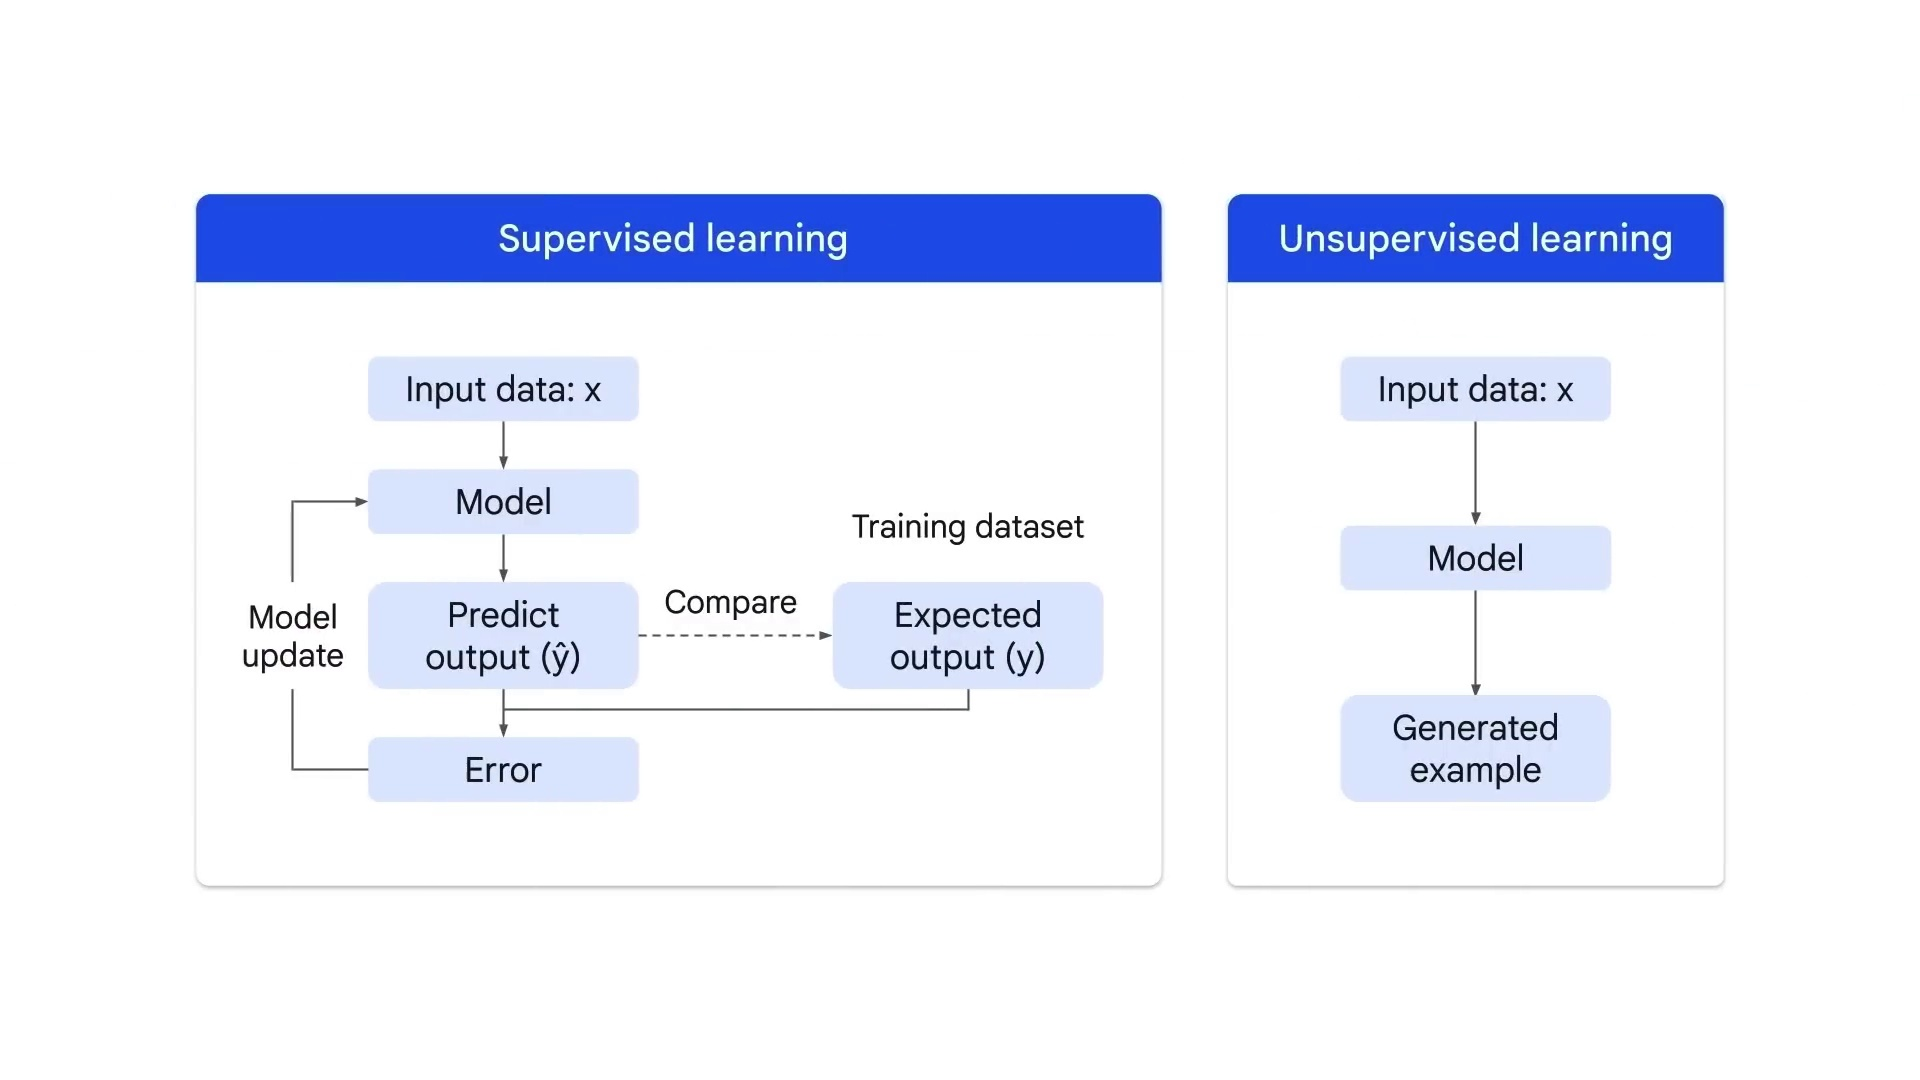 Supervised learning
Input data: x
Model
Training dataset
Model
update
Predict
output (ŷ)
Compare
Expected
output (y)
Error
Unsupervised learning
Input data: x
Model
Generated
example